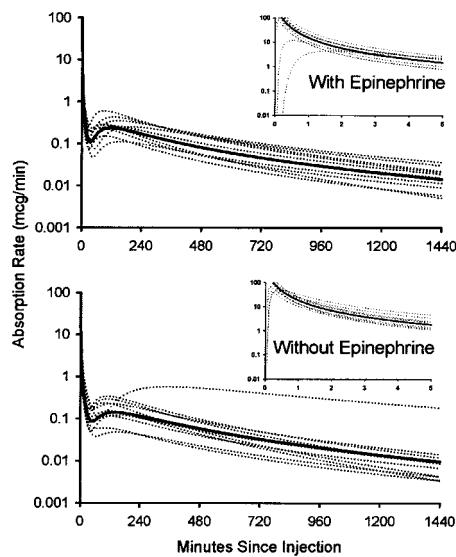 100
10
1
0.1
0.01
0.001
0 240 480 720 960 1200 1440
100
10
1
0.1
0.01
0 1 2 3 4 5
With Epinephrine
Absorption Rate (mcg/min)
100
10
1
0.1
0.01
0.001
0 240 480 720 960 1200 1440
100
10
1
0.1
0.01
0 1 2 3 4 5
Without Epinephrine
Minutes Since Injection